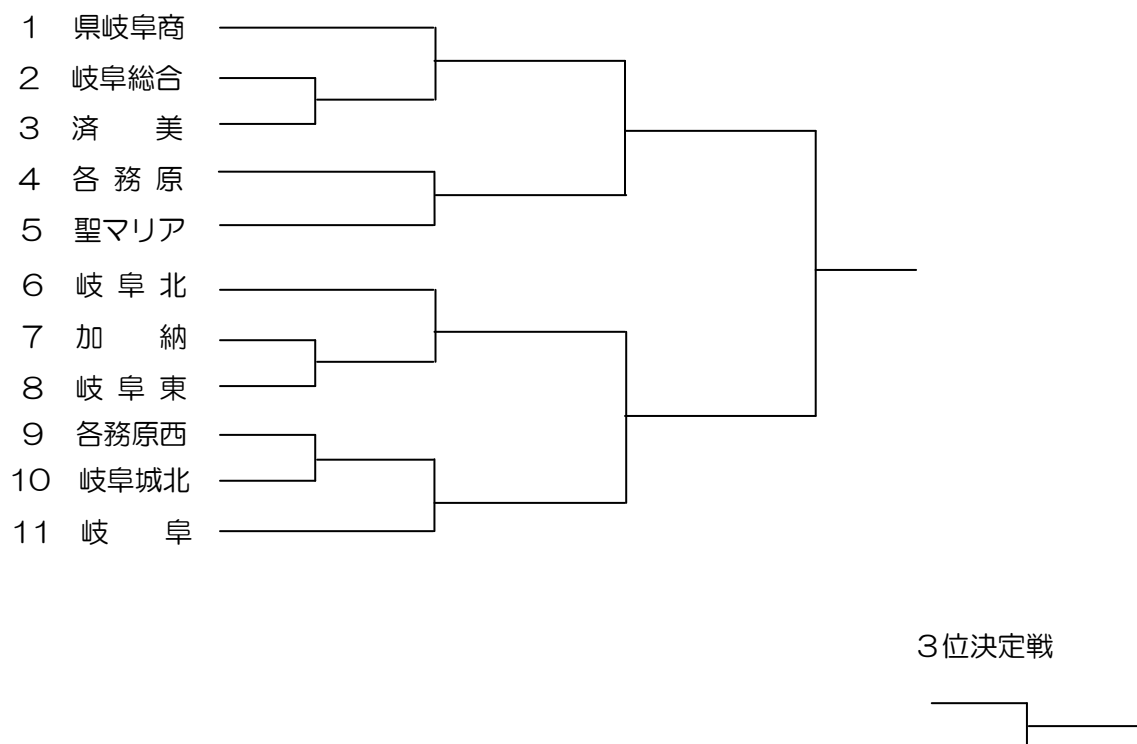 1 県岐阜商
2 岐阜総合
3 済 美
4 各 務 原
5 聖マリア
6 岐 阜 北
7 加 納
8 岐 阜 東
9 各務原西
10 岐阜城北
11 岐 阜
3位決定戦